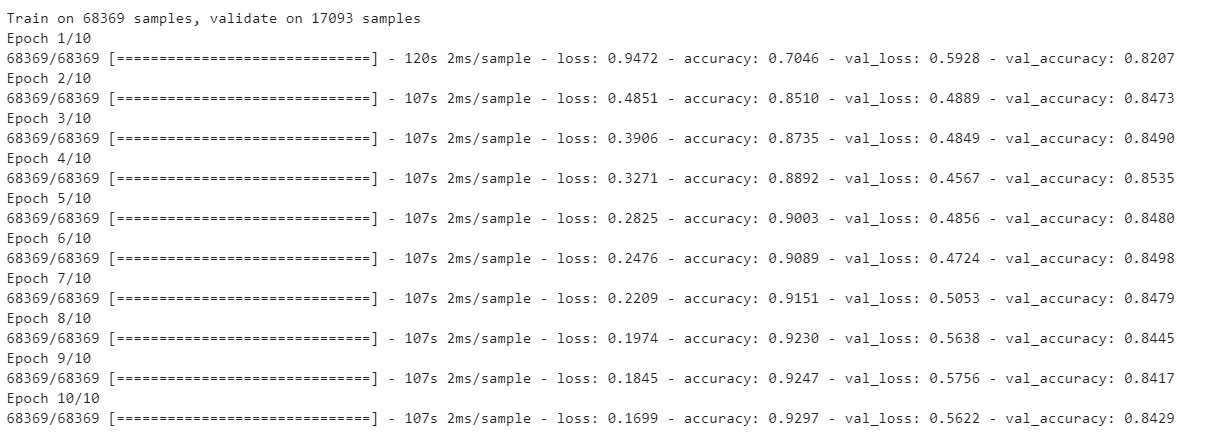 Train on 68369 samples, validate on 17093 samples
Epoch 1/10
68369/68369 [==============================] - 120s 2ms/sample - loss: 0.9472 - accuracy: 0.7046 - val_loss: 0.5928 - val_accuracy: 0.8207
Epoch 2/10
68369/68369 [==============================] - 107s 2ms/sample - loss: 0.4851 - accuracy: 0.8510 - val_loss: 0.4889 - val_accuracy: 0.8473
Epoch 3/10
68369/68369 [==============================] - 107s 2ms/sample - loss: 0.3906 - accuracy: 0.8735 - val_loss: 0.4849 - val_accuracy: 0.8490
Epoch 4/10
68369/68369 [==============================] - 107s 2ms/sample - loss: 0.3271 - accuracy: 0.8892 - val_loss: 0.4567 - val_accuracy: 0.8535
Epoch 5/10
68369/68369 [==============================] - 107s 2ms/sample - loss: 0.2825 - accuracy: 0.9003 - val_loss: 0.4856 - val_accuracy: 0.8480
Epoch 6/10
68369/68369 [==============================] - 107s 2ms/sample - loss: 0.2476 - accuracy: 0.9089 - val_loss: 0.4724 - val_accuracy: 0.8498
Epoch 7/10
68369/68369 [==============================] - 107s 2ms/sample - loss: 0.2209 - accuracy: 0.9151 - val_loss: 0.5053 - val_accuracy: 0.8479
Epoch 8/10
68369/68369 [==============================] - 107s 2ms/sample - loss: 0.1974 - accuracy: 0.9230 - val_loss: 0.5638 - val_accuracy: 0.8445
Epoch 9/10
68369/68369 [==============================] - 107s 2ms/sample - loss: 0.1845 - accuracy: 0.9247 - val_loss: 0.5756 - val_accuracy: 0.8417
Epoch 10/10
68369/68369 [==============================] - 107s 2ms/sample - loss: 0.1699 - accuracy: 0.9297 - val_loss: 0.5622 - val_accuracy: 0.8429